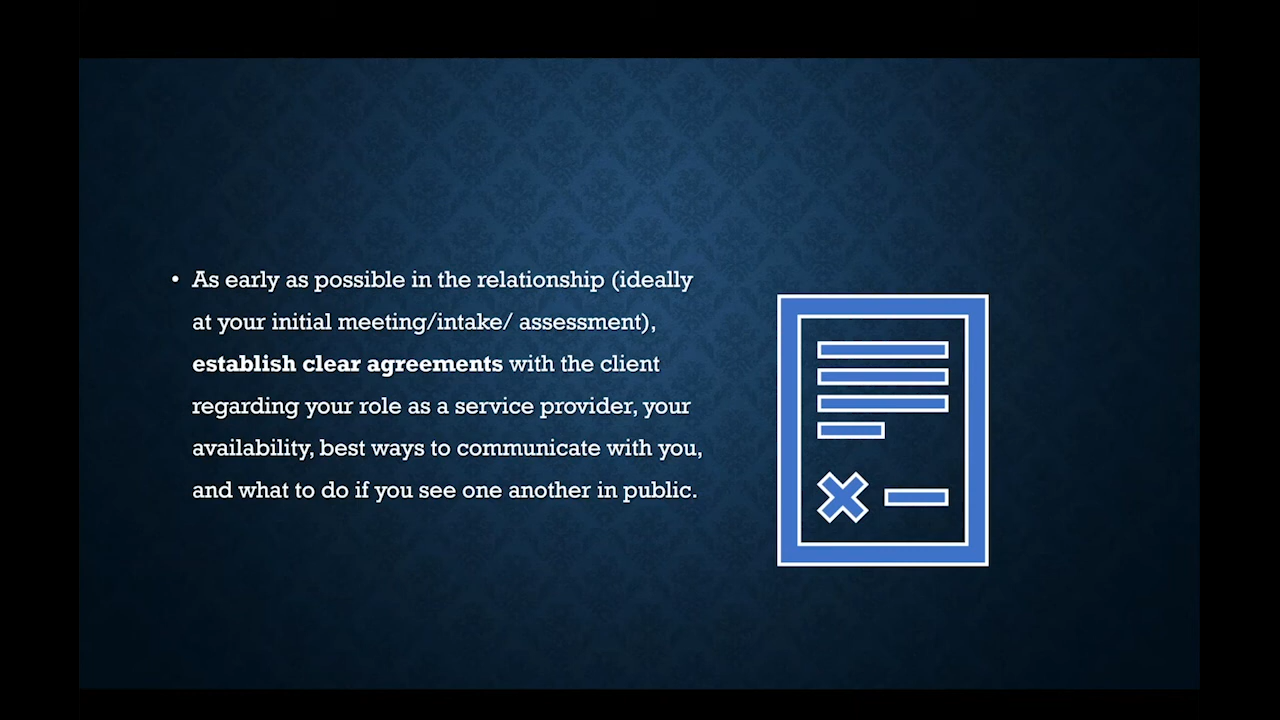 • As early as possible in the relationship (ideally
at your initial meeting/intake/ assessment),
establish clear agreements with the client
regarding your role as a service provider, your
availability, best ways to communicate with you,
and what to do if you see one another in public.